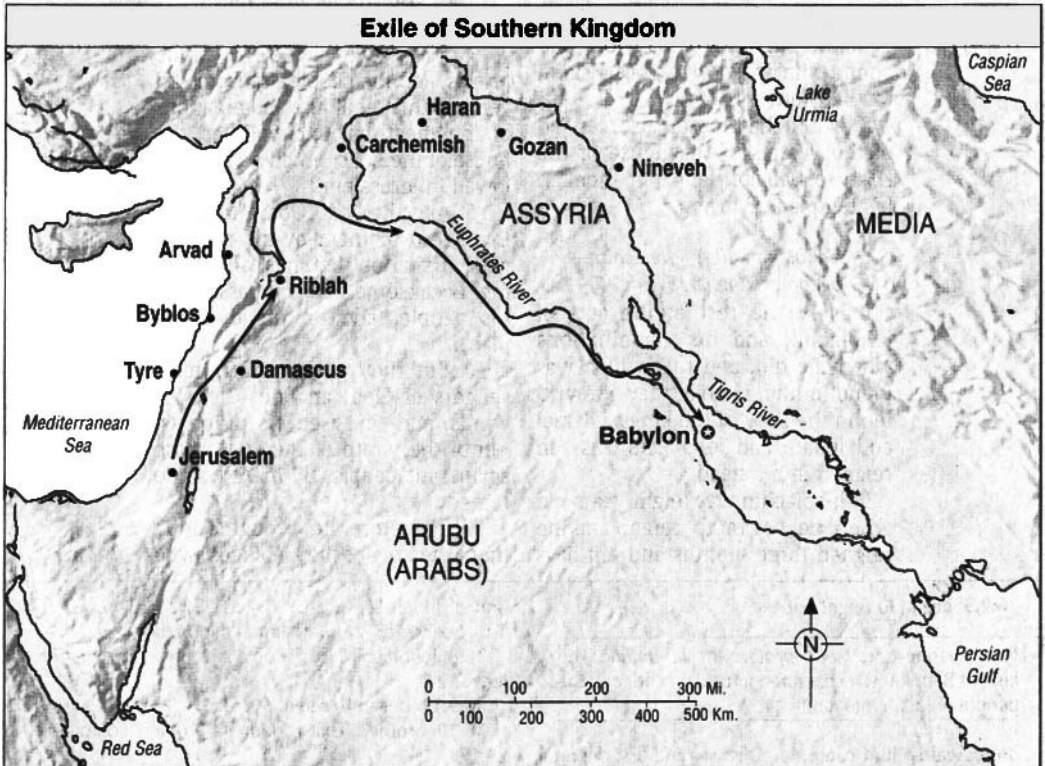 Exile of Southern Kingdom
Caspian
Sea
Lake
Urmia
Haran
Carchemish
Gozan
Nineveh
ASSYRIA
MEDIA
Euphrates River
Arvad
Riblah
Byblos
Tyre
Damascus
Mediterranean
Sea
Tigris River
Babylon
Jerusalem
ARUBU
(ARABS)
N
Persian
Gulf
0 100 200 300 Mi.
0 100 200 300 400 500 Km.
Red Sea